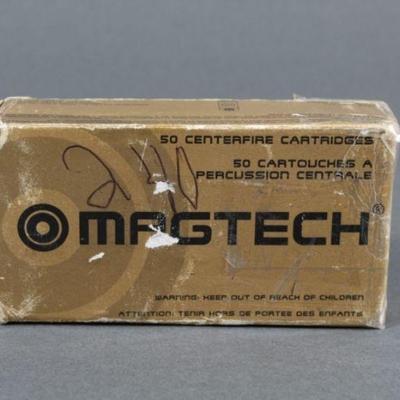 50 CENTERFIRE CARTRIDGES
50 CARTOUCHES A
PERCUSSION CENTRALE
MAGTECH®
WARNING: KEEP OUT OF REACH OF CHILDREN
ATTENTION: TENIR HORS DE PORTEE DES ENFANTS